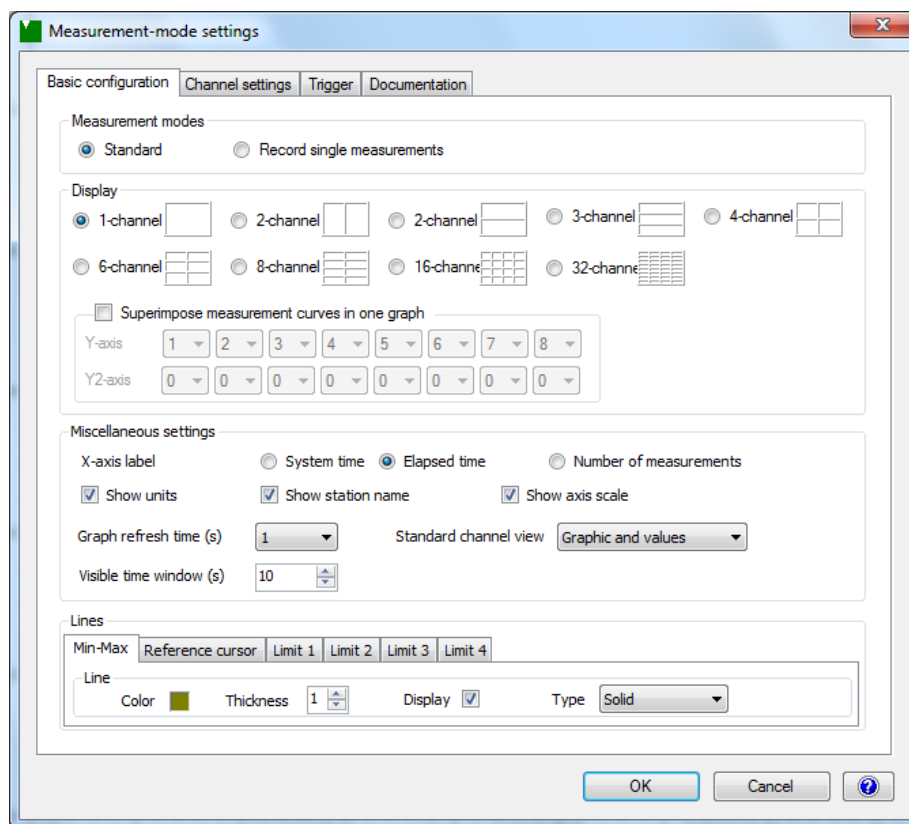 Measurement-mode settings
Basic configuration Channel settings Trigger Documentation
Measurement modes
Standard Record single measurements
Display
1-channel 2-channel 2-channel 3-channel 4-channel
6-channel 8-channel 16-channe 32-channe
Superimpose measurement curves in one graph
Y-axis 1 2 3 4 5 6 7 8
Y2-axis 0 0 0 0 0 0 0 0
Miscellaneous settings
X-axis label System time Elapsed time Number of measurements
Show units Show station name Show axis scale
Graph refresh time (s) 1 Standard channel view Graphic and values
Visible time window (s) 10
Lines
Min-Max Reference cursor Limit 1 Limit 2 Limit 3 Limit 4
Line
Color Thickness 1 Display Type Solid
OK Cancel ?